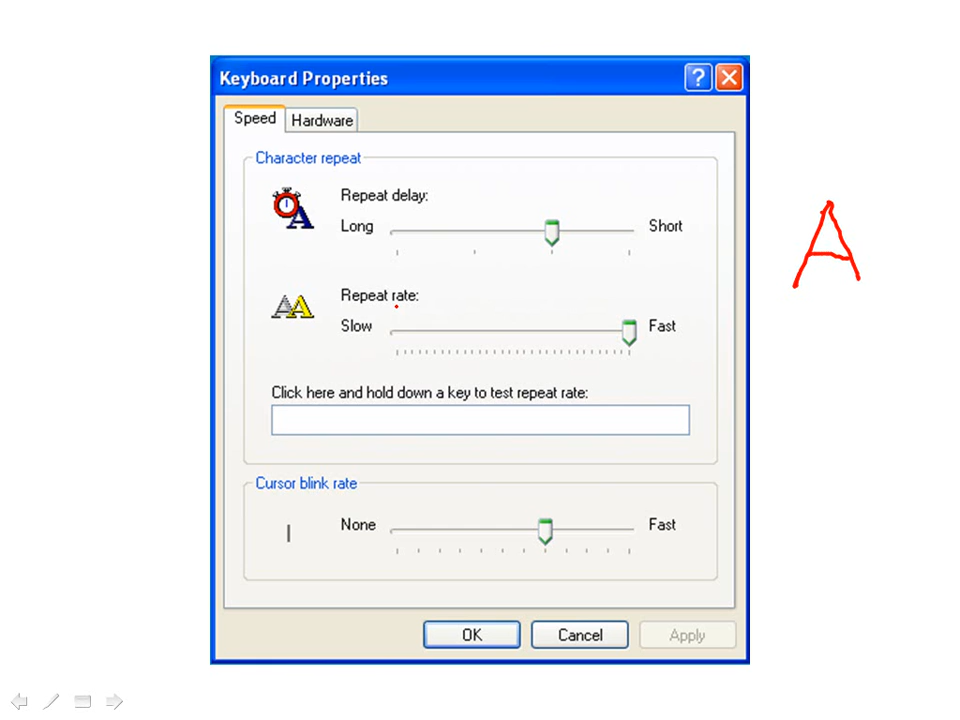 Keyboard Properties
Speed Hardware
Character repeat
Repeat delay:
Long Short
A
Repeat rate:
Slow Fast
Click here and hold down a key to test repeat rate:
Cursor blink rate
None Fast
OK Cancel Apply